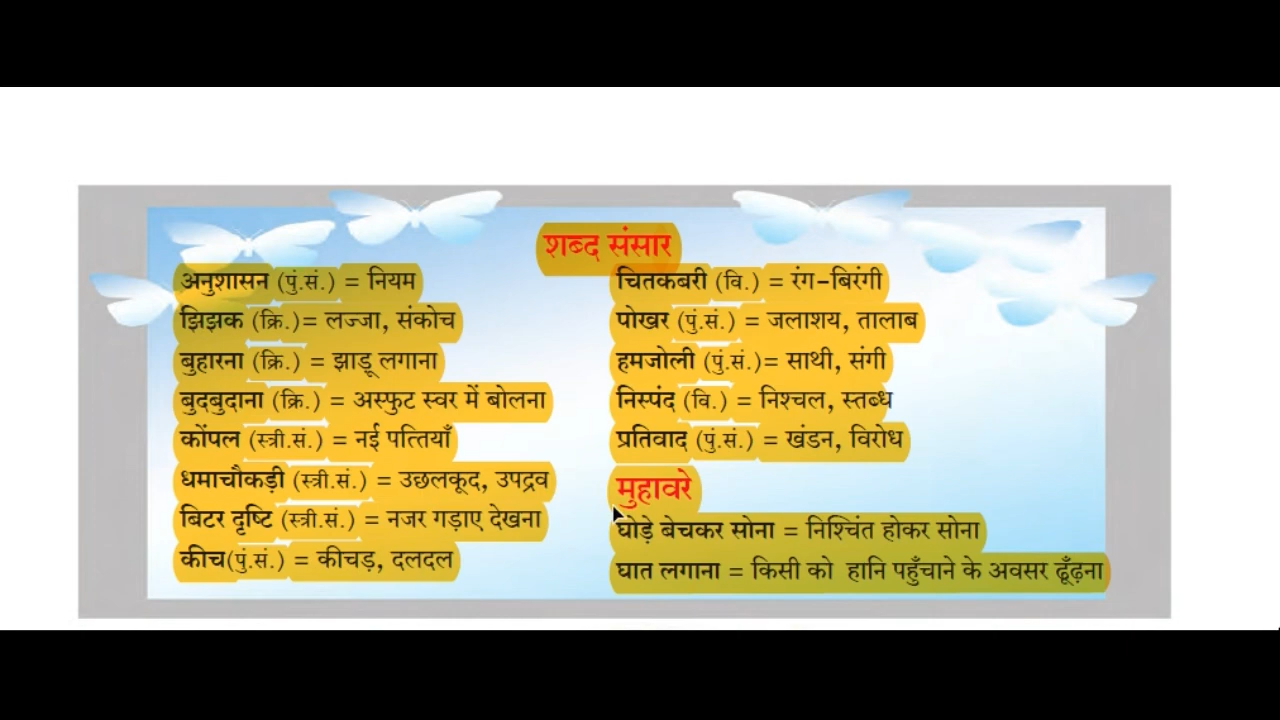 शब्द संसार
अनुशासन (पुं.सं.) = नियम
झिझक (क्रि.)= लज्जा, संकोच
बुहारना (क्रि.) = झाड़ू लगाना
बुदबुदाना (क्रि.) = अस्फुट स्वर में बोलना
कोंपल (स्त्री.सं.) = नई पत्तियाँ
धमाचौकड़ी (स्त्री.सं.) = उछलकूद, उपद्रव
बिटर दृष्टि (स्त्री.सं.) = नजर गड़ाए देखना
कीच(पुं.सं.) = कीचड़, दलदल
चितकबरी (वि.) = रंग-बिरंगी
पोखर (पुं.सं.) = जलाशय, तालाब
हमजोली (पुं.सं.)= साथी, संगी
निस्पंद (वि.) = निश्चल, स्तब्ध
प्रतिवाद (पुं.सं.) = खंडन, विरोध
मुहावरे
घोड़े बेचकर सोना = निश्चिंत होकर सोना
घात लगाना = किसी को हानि पहुँचाने के अवसर ढूँढ़ना